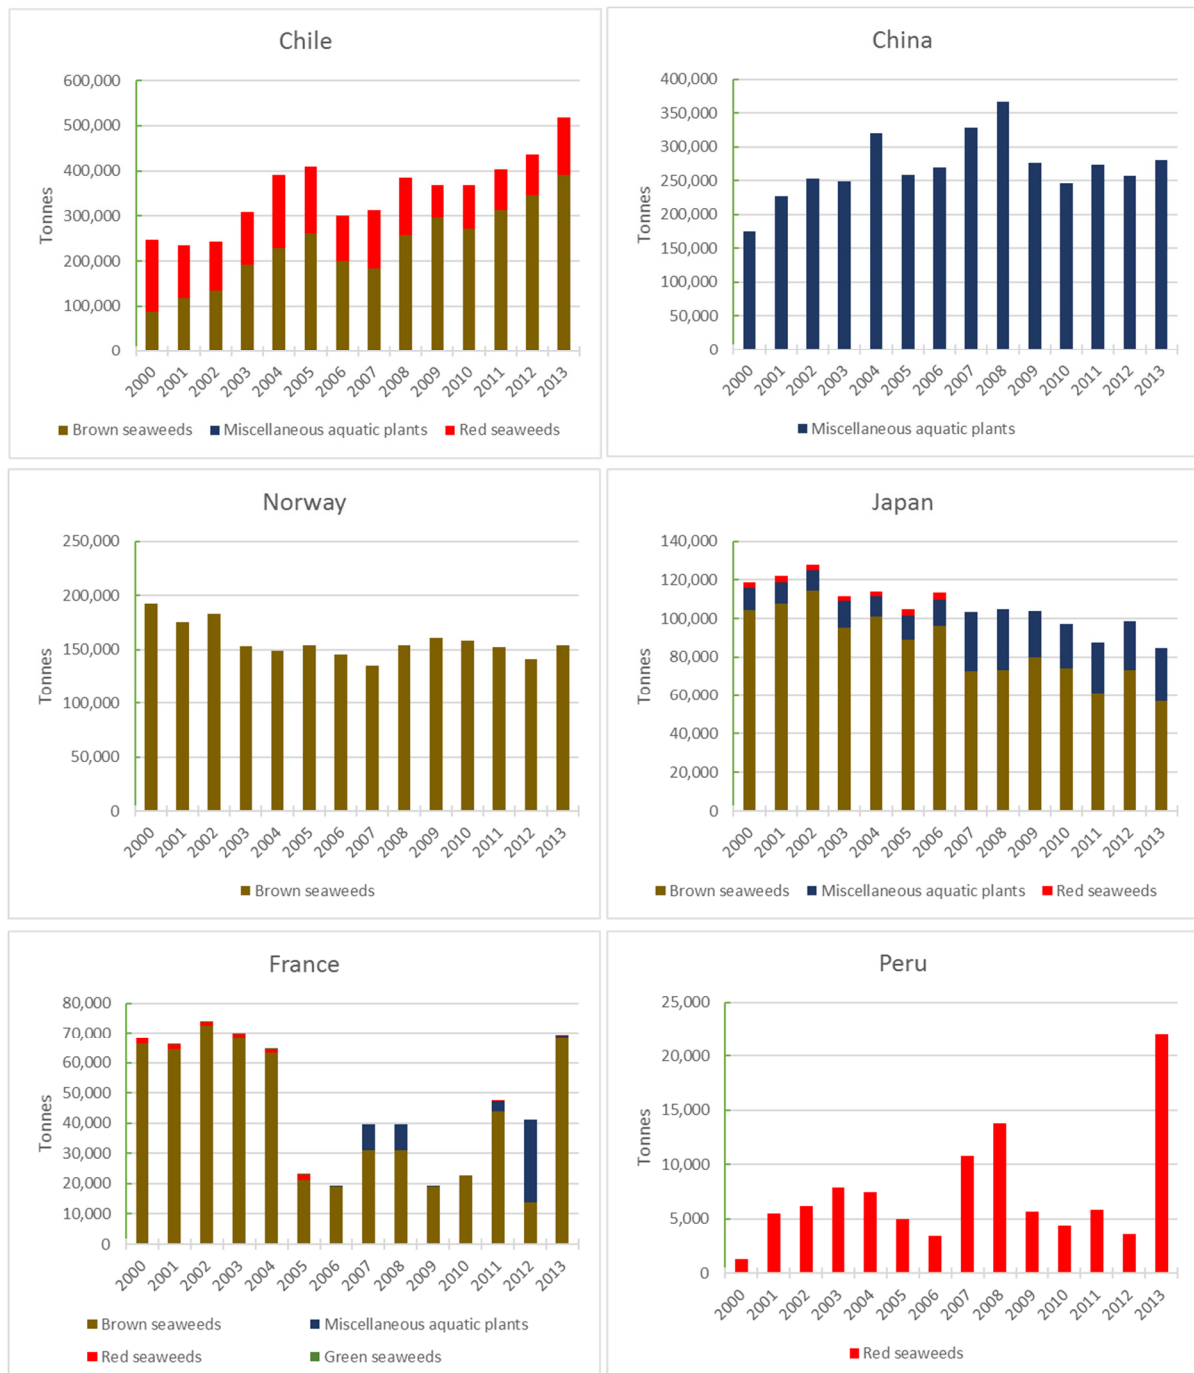 Chile
600,000
500,000
400,000
300,000
200,000
100,000
0
Tonnes
2000 2001 2002 2003 2004 2005 2006 2007 2008 2009 2010 2011 2012 2013
Brown seaweeds Miscellaneous aquatic plants Red seaweeds
China
400,000
350,000
300,000
250,000
200,000
150,000
100,000
50,000
0
Tonnes
2000 2001 2002 2003 2004 2005 2006 2007 2008 2009 2010 2011 2012 2013
Miscellaneous aquatic plants
Norway
250,000
200,000
150,000
100,000
50,000
0
Tonnes
2000 2001 2002 2003 2004 2005 2006 2007 2008 2009 2010 2011 2012 2013
Brown seaweeds
Japan
140,000
120,000
100,000
80,000
60,000
40,000
20,000
0
Tonnes
2000 2001 2002 2003 2004 2005 2006 2007 2008 2009 2010 2011 2012 2013
Brown seaweeds Miscellaneous aquatic plants Red seaweeds
France
80,000
70,000
60,000
50,000
40,000
30,000
20,000
10,000
0
Tonnes
2000 2001 2002 2003 2004 2005 2006 2007 2008 2009 2010 2011 2012 2013
Brown seaweeds Miscellaneous aquatic plants
Red seaweeds Green seaweeds
Peru
25,000
20,000
15,000
10,000
5,000
0
Tonnes
2000 2001 2002 2003 2004 2005 2006 2007 2008 2009 2010 2011 2012 2013
Red seaweeds